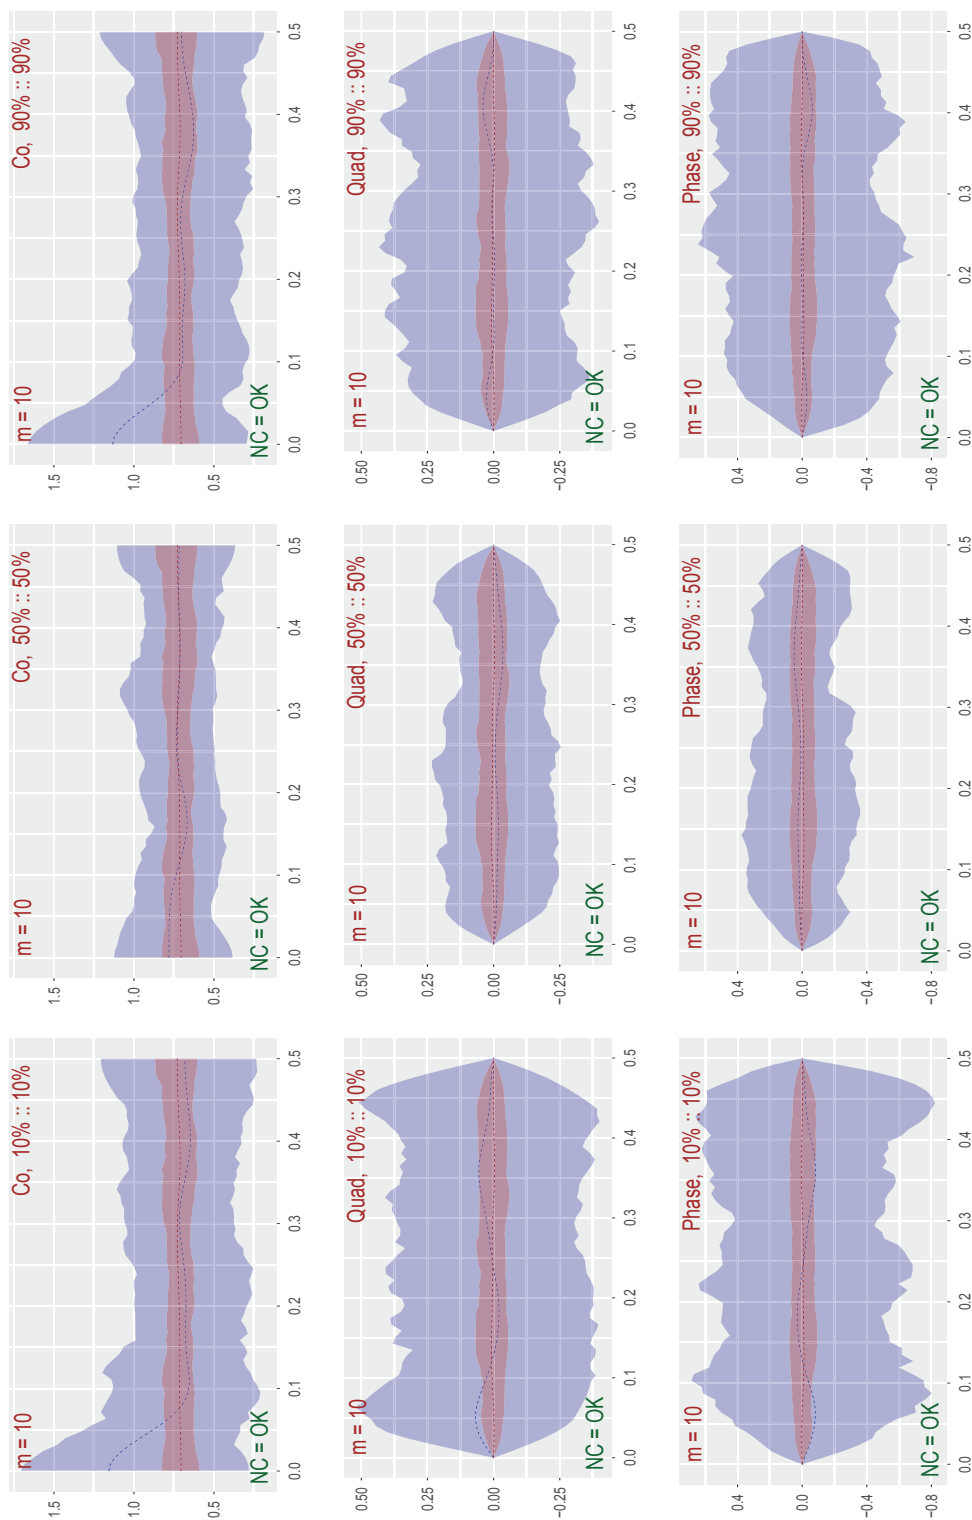 m = 10
Co, 10% :: 10%
1.5
1.0
0.5
NC = OK
0.0 0.1 0.2 0.3 0.4 0.5
m = 10
Co, 50% :: 50%
1.5
1.0
0.5
NC = OK
0.0 0.1 0.2 0.3 0.4 0.5
m = 10
Co, 90% :: 90%
1.5
1.0
0.5
NC = OK
0.0 0.1 0.2 0.3 0.4 0.5
m = 10
Quad, 10% :: 10%
0.50
0.25
0.00
−0.25
NC = OK
0.0 0.1 0.2 0.3 0.4 0.5
m = 10
Quad, 50% :: 50%
0.50
0.25
0.00
−0.25
NC = OK
0.0 0.1 0.2 0.3 0.4 0.5
m = 10
Quad, 90% :: 90%
0.50
0.25
0.00
−0.25
NC = OK
0.0 0.1 0.2 0.3 0.4 0.5
m = 10
Phase, 10% :: 10%
0.4
0.0
−0.4
−0.8
NC = OK
0.0 0.1 0.2 0.3 0.4 0.5
m = 10
Phase, 50% :: 50%
0.4
0.0
−0.4
−0.8
NC = OK
0.0 0.1 0.2 0.3 0.4 0.5
m = 10
Phase, 90% :: 90%
0.4
0.0
−0.4
−0.8
NC = OK
0.0 0.1 0.2 0.3 0.4 0.5